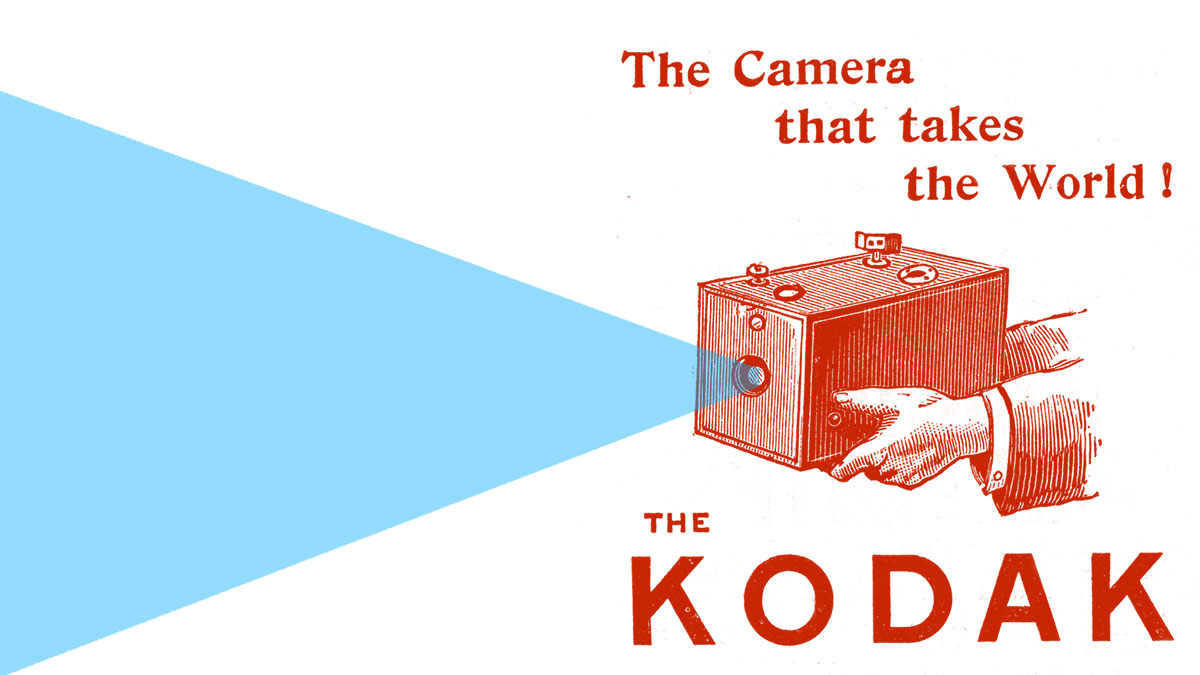 The Camera
that takes
the World !
THE
KODAK